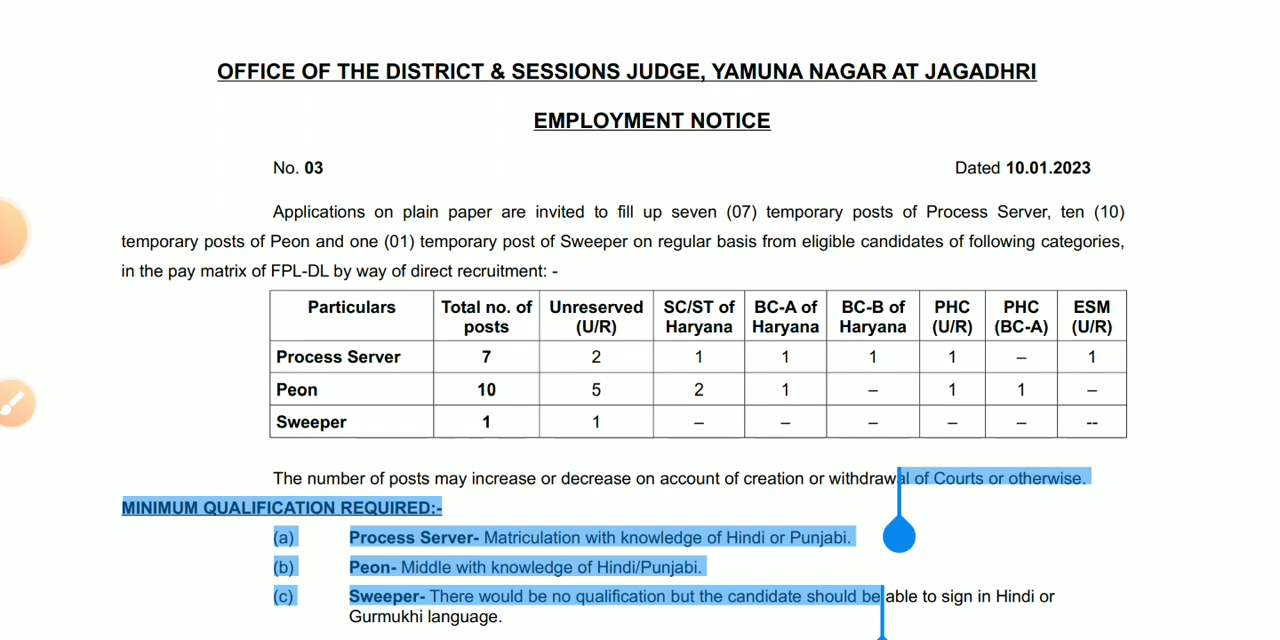 OFFICE OF THE DISTRICT & SESSIONS JUDGE, YAMUNA NAGAR AT JAGADHRI
EMPLOYMENT NOTICE
No. 03 Dated 10.01.2023
Applications on plain paper are invited to fill up seven (07) temporary posts of Process Server, ten (10)
temporary posts of Peon and one (01) temporary post of Sweeper on regular basis from eligible candidates of following categories,
in the pay matrix of FPL-DL by way of direct recruitment: -
Particulars Total no. of posts Unreserved (U/R) SC/ST of Haryana BC-A of Haryana BC-B of Haryana PHC (U/R) PHC (BC-A) ESM (U/R)
Process Server 7 2 1 1 1 1 – 1
Peon 10 5 2 1 – 1 1 –
Sweeper 1 1 – – – – – --
The number of posts may increase or decrease on account of creation or withdrawal of Courts or otherwise.
MINIMUM QUALIFICATION REQUIRED:-
(a) Process Server- Matriculation with knowledge of Hindi or Punjabi.
(b) Peon- Middle with knowledge of Hindi/Punjabi.
(c) Sweeper- There would be no qualification but the candidate should be able to sign in Hindi or
Gurmukhi language.